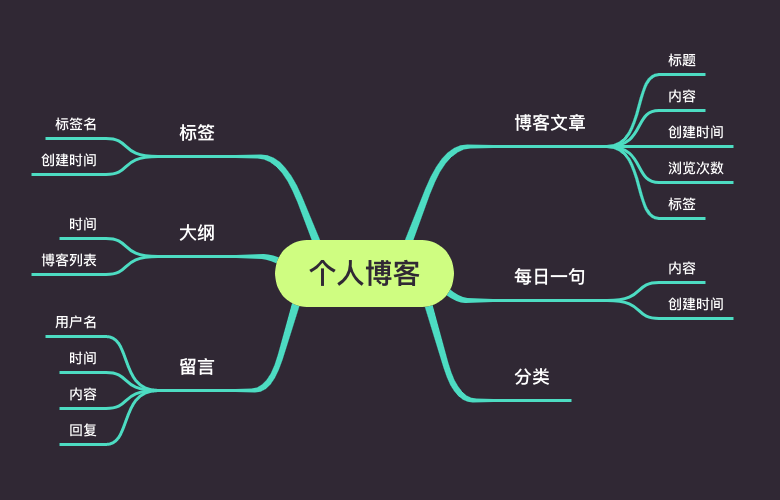 个人博客
博客文章
标题
内容
创建时间
浏览次数
标签
每日一句
内容
创建时间
分类
标签
标签名
创建时间
大纲
时间
博客列表
留言
用户名
时间
内容
回复